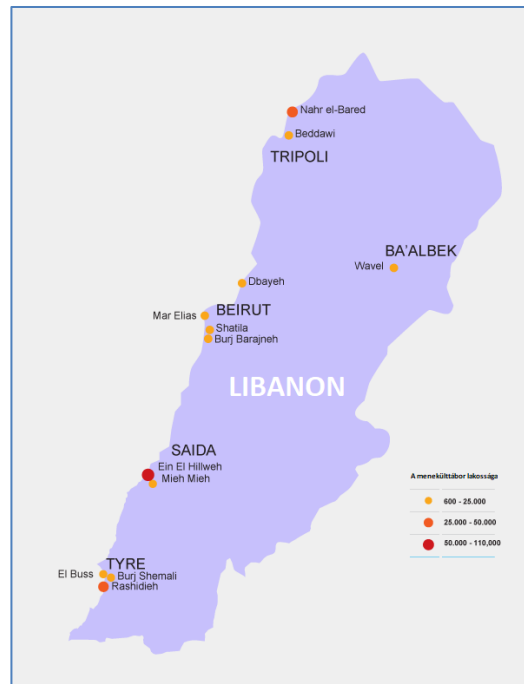 Nahr el-Bared
Beddawi
TRIPOLI
BA'ALBEK
Wavel
Dbayeh
Mar Elias
BEIRUT
Shatila
Burj Barajneh
LIBANON
SAIDA
Ein El Hillweh
Mieh Mieh
A menekülttábor lakossága
600 - 25.000
25.000 - 50.000
50.000 - 110,000
TYRE
El Buss
Burj Shemali
Rashidieh